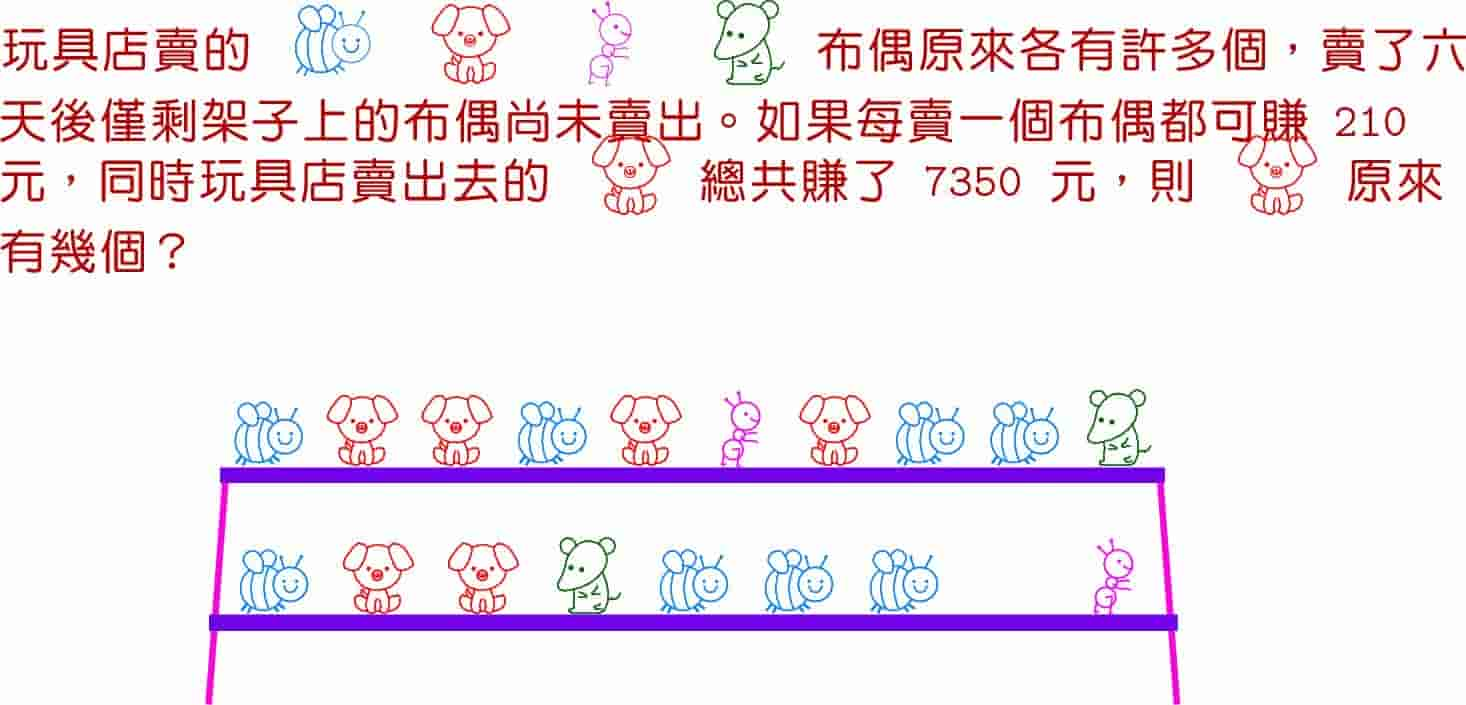 玩具店賣的 布偶原來各有許多個，賣了六
天後僅剩架子上的布偶尚未賣出。如果每賣一個布偶都可賺 210
元，同時玩具店賣出去的 總共賺了 7350 元，則 原來
有幾個？